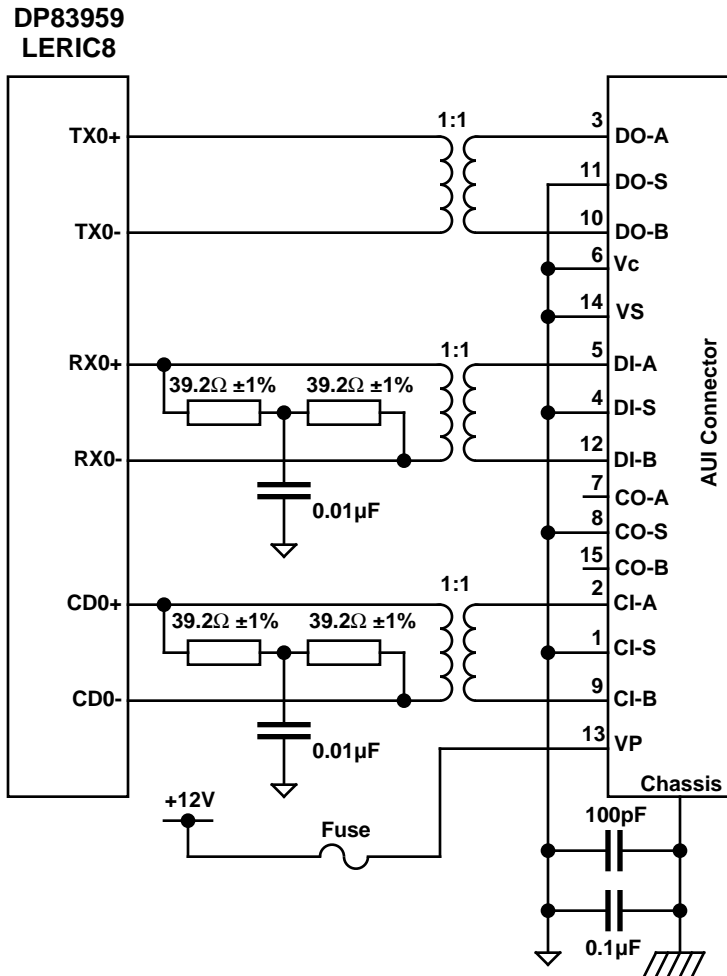 DP83959
LERIC8
TX0+
1:1
3
DO-A
11
DO-S
TX0-
10
DO-B
6
Vc
14
VS
RX0+
1:1
5
DI-A
39.2Ω ±1%
39.2Ω ±1%
4
DI-S
RX0-
12
DI-B
AUI Connector
7
CO-A
0.01µF
8
CO-S
15
CO-B
CD0+
1:1
2
CI-A
39.2Ω ±1%
39.2Ω ±1%
1
CI-S
CD0-
9
CI-B
13
VP
0.01µF
Chassis
+12V
Fuse
100pF
0.1µF